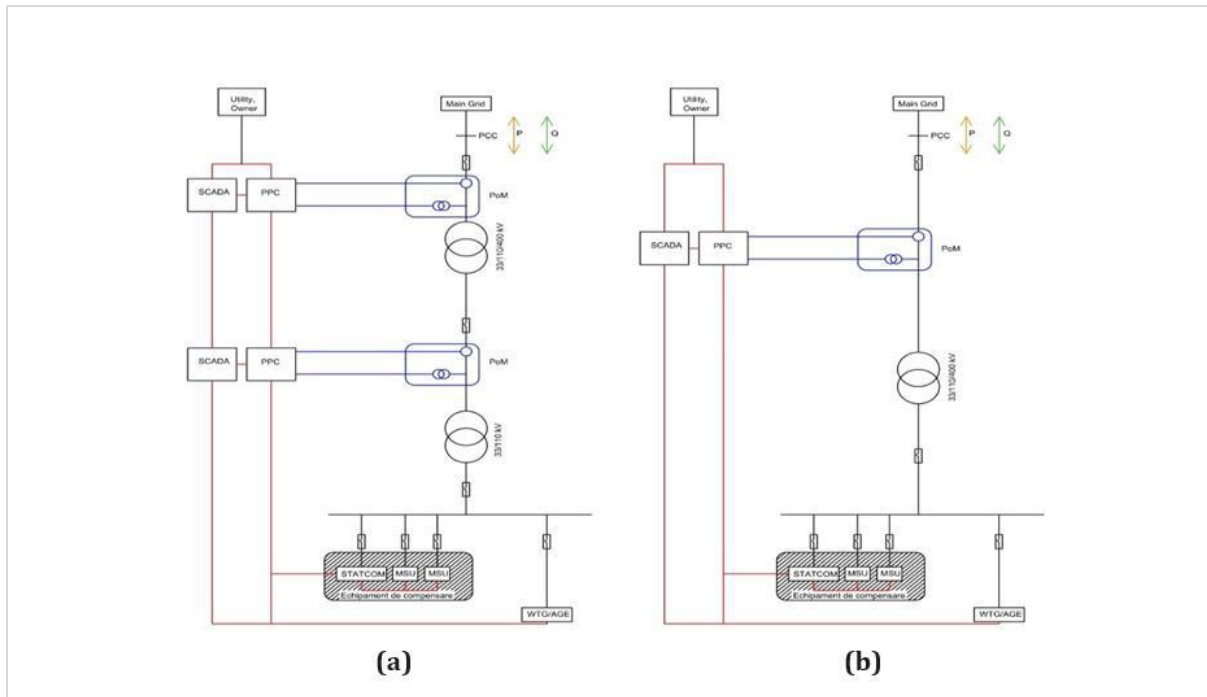 Utility,
Owner
Main Grid
PCC
P
Q
SCADA
PPC
PoM
33/110/400 kV
SCADA
PPC
PoM
33/110 kV
STATCOM
MSU
MSU
Echipament de compensare
WTG/AGE
(a)
Utility,
Owner
Main Grid
PCC
P
Q
SCADA
PPC
PoM
33/110/400 kV
STATCOM
MSU
MSU
Echipament de compensare
WTG/AGE
(b)